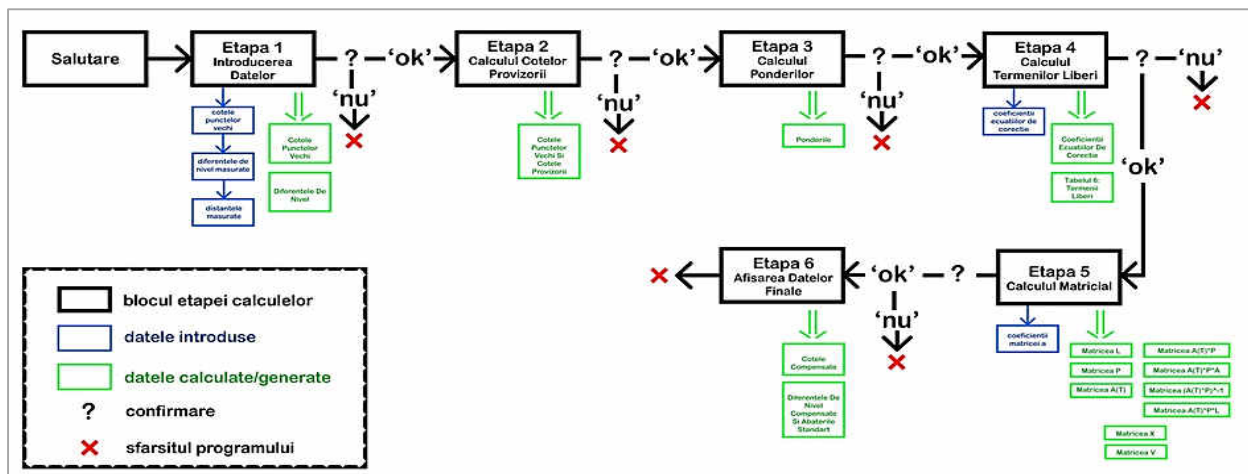 Salutare
Etapa 1
Introducerea
Datelor
?
'ok'
'nu'
Etapa 2
Calculul Cotelor
Provizorii
?
'ok'
'nu'
Etapa 3
Calculul
Ponderilor
?
'ok'
'nu'
Etapa 4
Calculul
Termenilor Liberi
?
'nu'
'ok'
cotele
punctelor
vechi
diferentele de
nivel masurate
distantele
masurate
Cotele
Punctelor
Vechi
Diferentele De
Nivel
Cotele
Punctelor
Vechi Si
Cotele
Provizorii
Ponderile
coeficientii
ecuatiilor de
corectie
Coeficientii
Ecuatiilor De
Corectie
Tabelul 6:
Termenii
Liberi
Etapa 6
Afisarea Datelor
Finale
'ok'
?
'nu'
Etapa 5
Calculul Matricial
Cotele
Compensate
Diferentele De
Nivel
Compensate
Si Abaterile
Standart
coeficientii
matricei a
Matricea L
Matricea P
Matricea A(T)
Matricea A(T)*P
Matricea A(T)*P*A
Matricea (A(T)*P)^-1
Matricea A(T)*P*L
Matricea X
Matricea V
blocul etapei calculelor
datele introduse
datele calculate/generate
? confirmare
sfarsitul programului